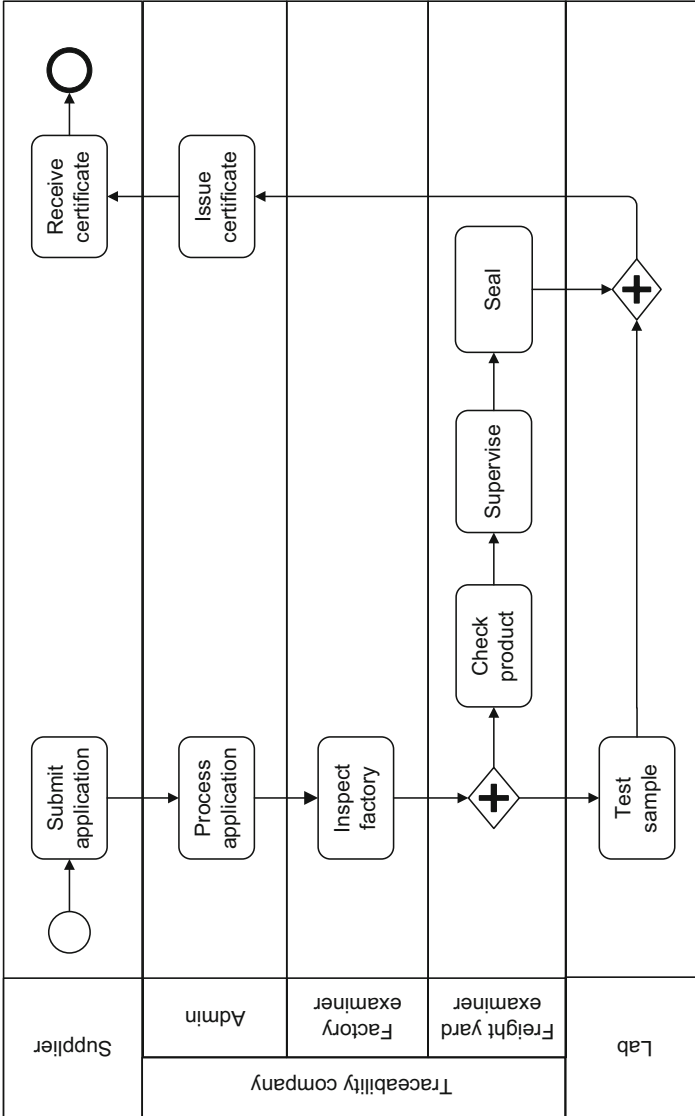 Supplier
Submit
application
Receive
certificate
Traceability company
Admin
Process
application
Issue
certificate
Factory
examiner
Inspect
factory
Freight yard
examiner
Check
product
Supervise
Seal
Lab
Test
sample